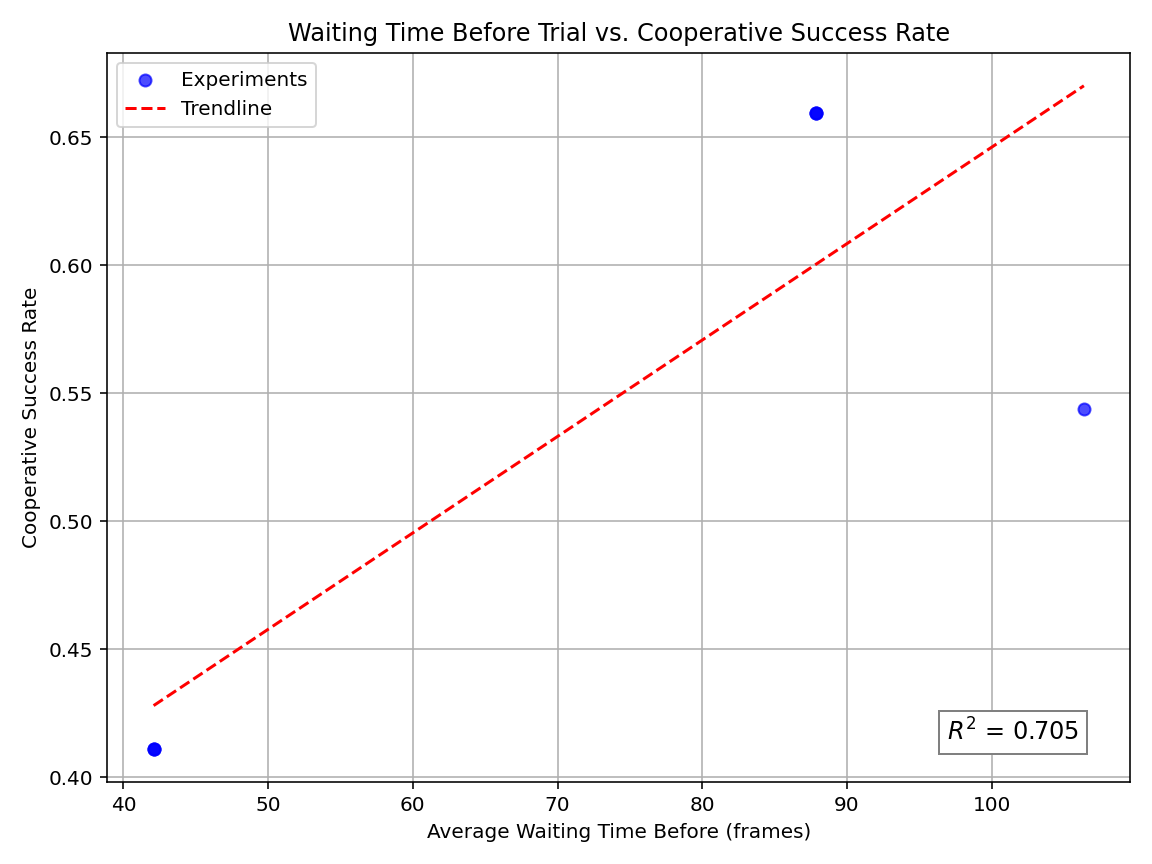 Waiting Time Before Trial vs. Cooperative Success Rate
Experiments
Trendline
0.65
0.60
0.55
0.50
0.45
0.40
Cooperative Success Rate
R² = 0.705
40 50 60 70 80 90 100
Average Waiting Time Before (frames)